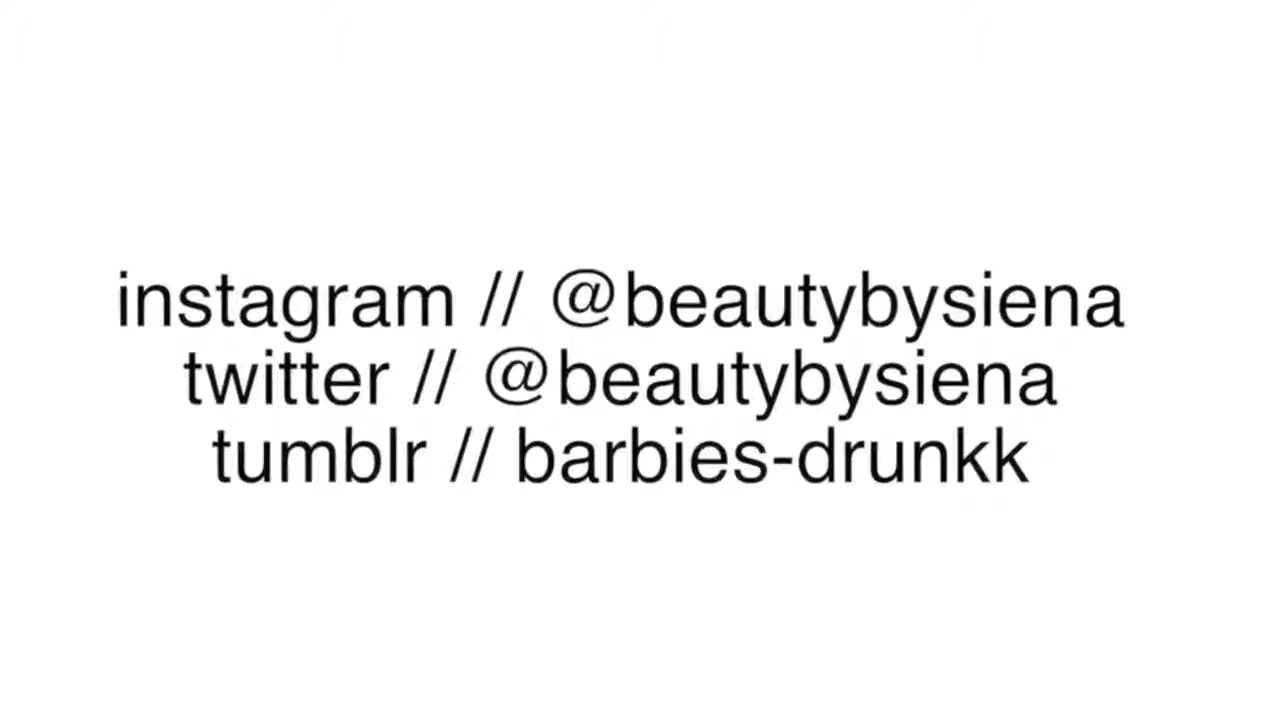 instagram // @beautybysiena
twitter // @beautybysiena
tumblr // barbies-drunkk